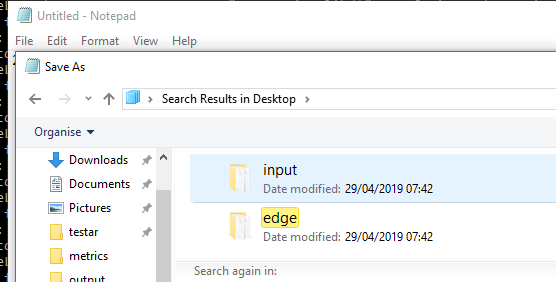 Untitled - Notepad
File Edit Format View Help
Save As
Search Results in Desktop
Organise
Downloads
Documents
Pictures
testar
metrics
output
input
Date modified: 29/04/2019 07:42
edge
Date modified: 29/04/2019 07:42
Search again in: